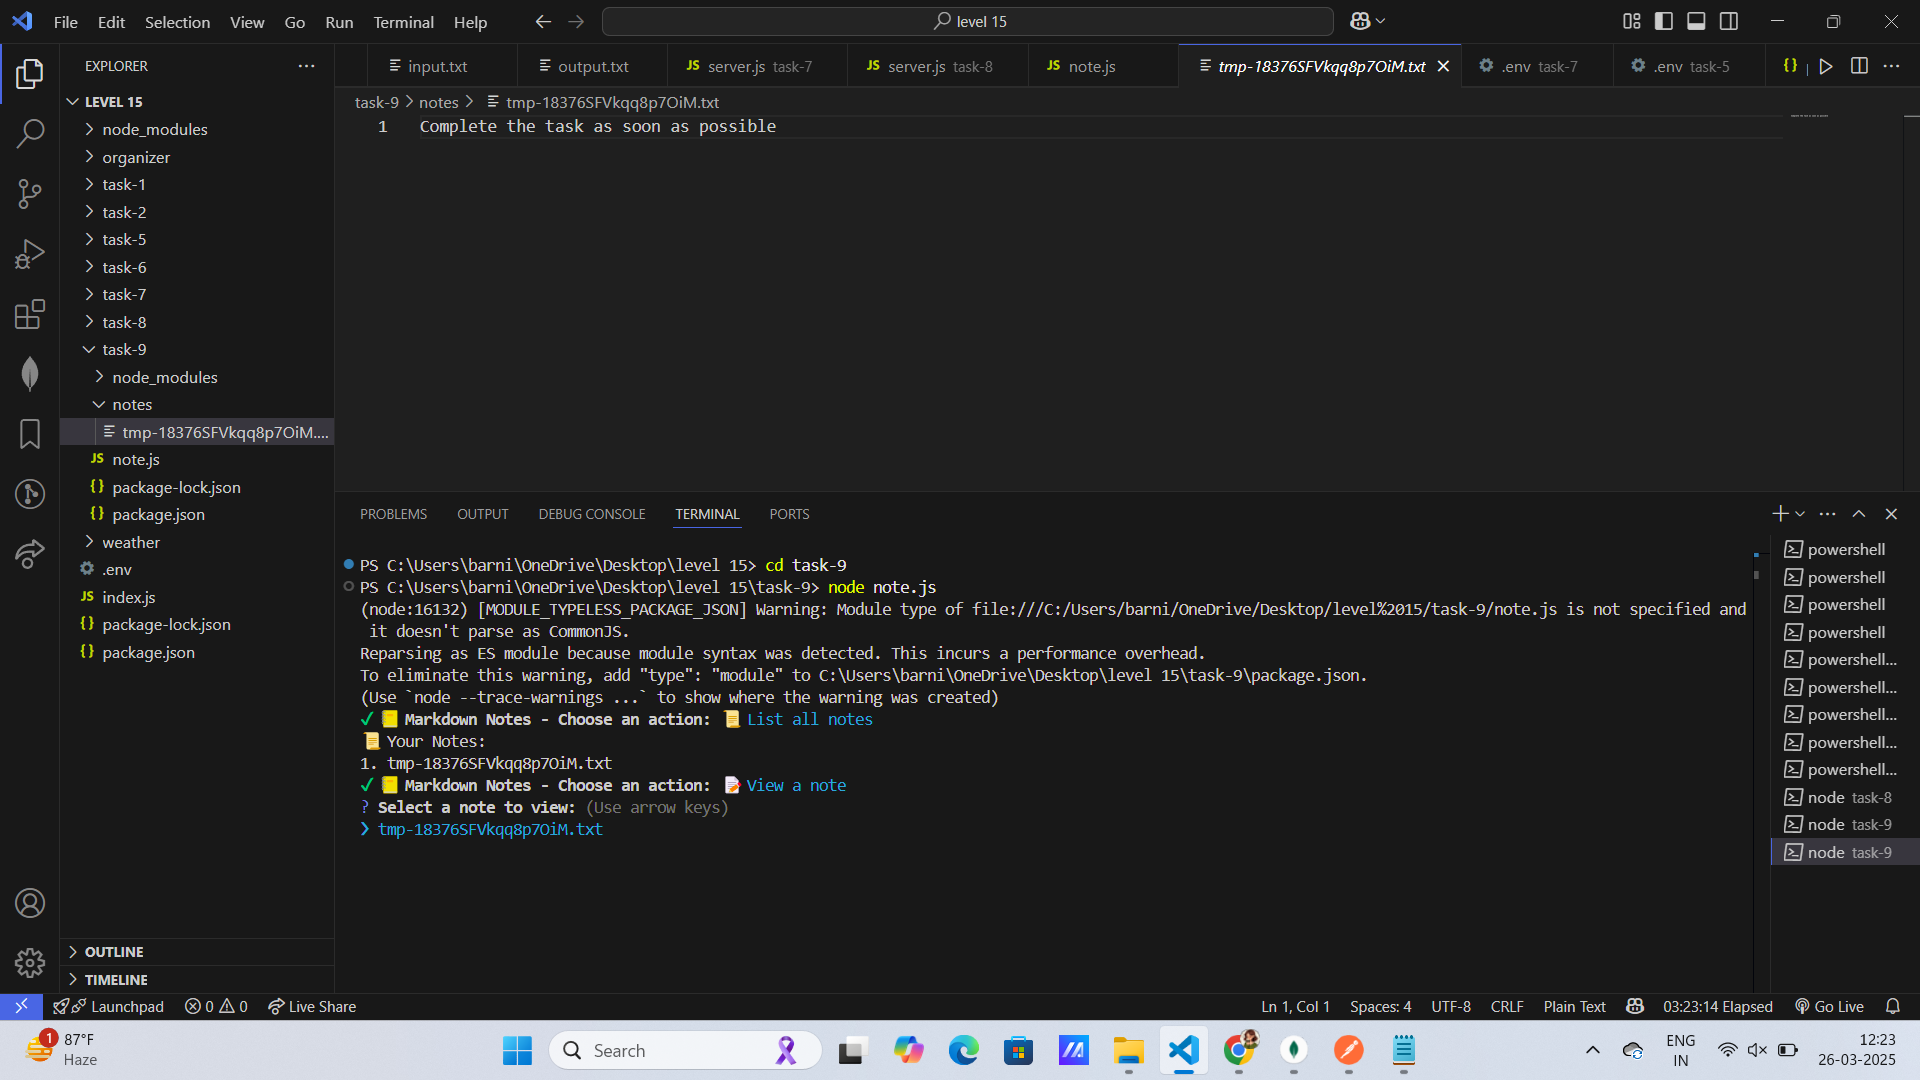 File Edit Selection View Go Run Terminal Help
level 15
EXPLORER
LEVEL 15
node_modules
organizer
task-1
task-2
task-5
task-6
task-7
task-8
task-9
node_modules
notes
tmp-18376SFVkqq8p7OiM....
JS note.js
{} package-lock.json
{} package.json
weather
.env
JS index.js
{} package-lock.json
{} package.json
OUTLINE
TIMELINE
input.txt
output.txt
JS server.js task-7
JS server.js task-8
JS note.js
tmp-18376SFVkqq8p7OiM.txt
.env task-7
.env task-5
{}
task-9 > notes > tmp-18376SFVkqq8p7OiM.txt
1 Complete the task as soon as possible
PROBLEMS OUTPUT DEBUG CONSOLE TERMINAL PORTS
PS C:\Users\barni\OneDrive\Desktop\level 15> cd task-9
PS C:\Users\barni\OneDrive\Desktop\level 15\task-9> node note.js
(node:16132) [MODULE_TYPELESS_PACKAGE_JSON] Warning: Module type of file:///C:/Users/barni/OneDrive/Desktop/level%2015/task-9/note.js is not specified and
it doesn't parse as CommonJS.
Reparsing as ES module because module syntax was detected. This incurs a performance overhead.
To eliminate this warning, add "type": "module" to C:\Users\barni\OneDrive\Desktop\level 15\task-9\package.json.
(Use `node --trace-warnings ...` to show where the warning was created)
✔ 📒 Markdown Notes - Choose an action: 📜 List all notes
📜 Your Notes:
1. tmp-18376SFVkqq8p7OiM.txt
✔ 📒 Markdown Notes - Choose an action: 📝 View a note
? Select a note to view: (Use arrow keys)
❯ tmp-18376SFVkqq8p7OiM.txt
powershell
powershell
powershell
powershell
powershell...
powershell...
powershell...
powershell...
powershell...
node task-8
node task-9
node task-9
Launchpad 0 0 Live Share
Ln 1, Col 1 Spaces: 4 UTF-8 CRLF Plain Text 03:23:14 Elapsed Go Live
1
87°F
Haze
Search
ENG
IN
12:23
26-03-2025